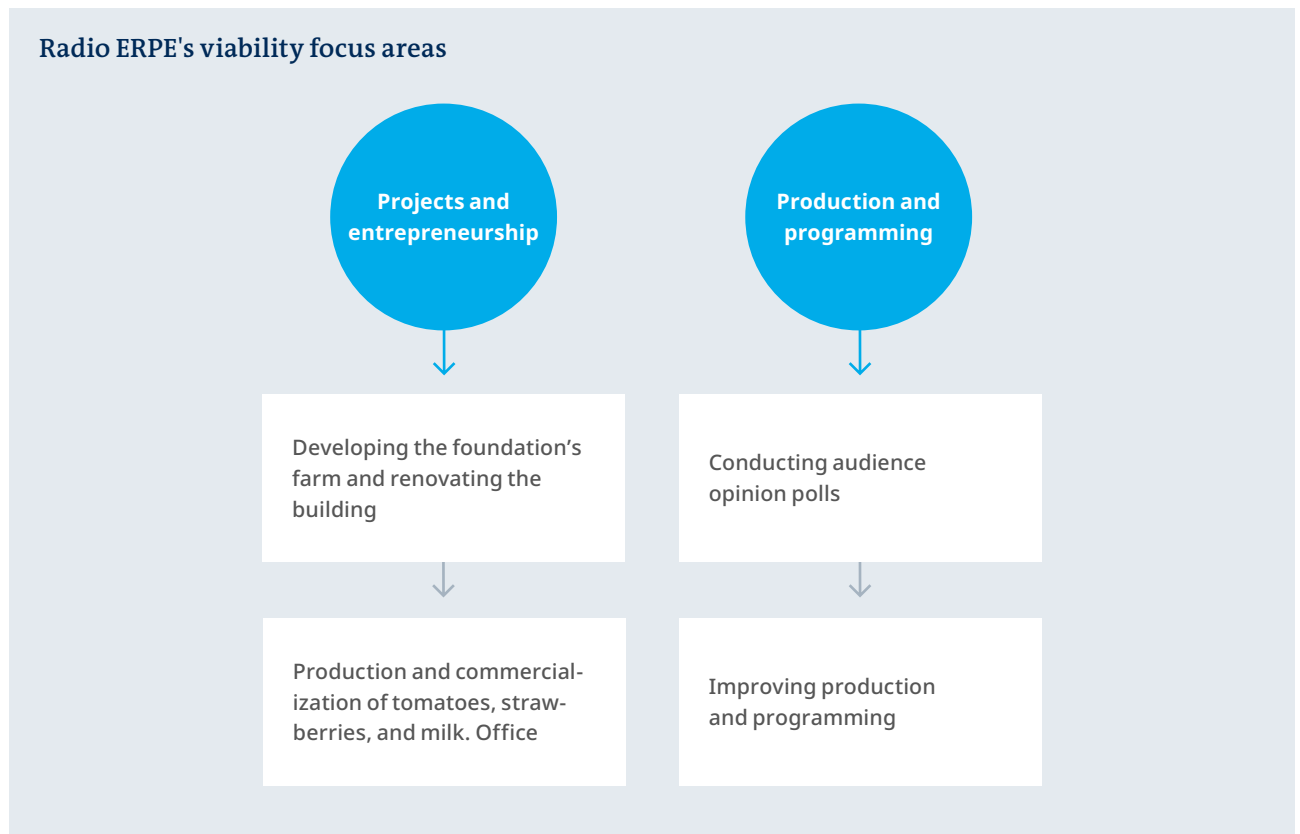 Radio ERPE's viability focus areas
Projects and
entrepreneurship
Developing the foundation’s
farm and renovating the
building
Production and commercial-
ization of tomatoes, straw-
berries, and milk. Office
Production and
programming
Conducting audience
opinion polls
Improving production
and programming